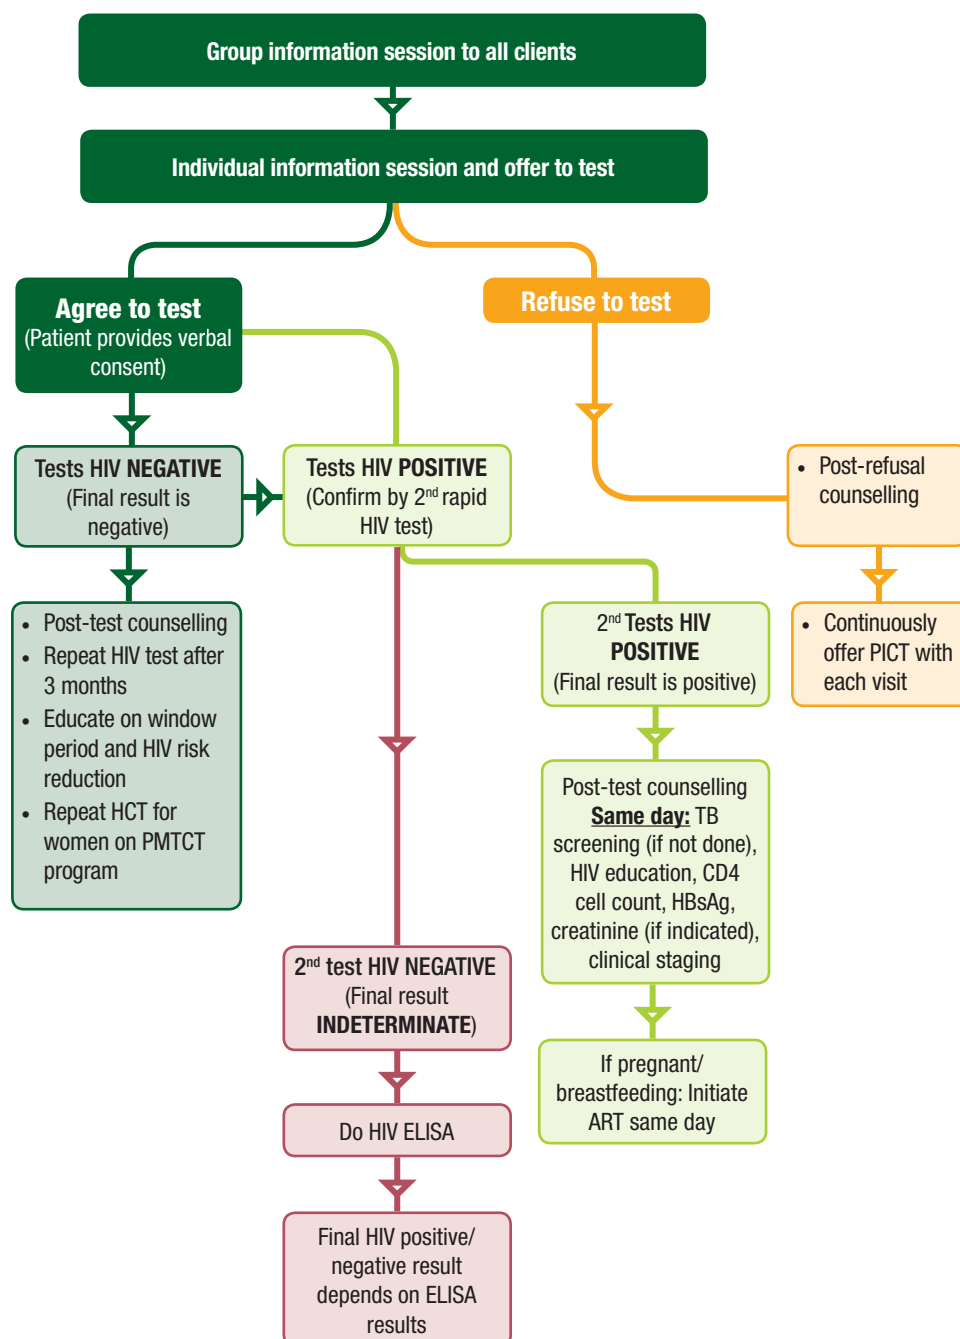 Group information session to all clients
Individual information session and offer to test
Agree to test
(Patient provides verbal
consent)
Refuse to test
Tests HIV NEGATIVE
(Final result is
negative)
Tests HIV POSITIVE
(Confirm by 2nd rapid
HIV test)
• Post-refusal
counselling
• Post-test counselling
• Repeat HIV test after
3 months
• Educate on window
period and HIV risk
reduction
• Repeat HCT for
women on PMTCT
program
2nd Tests HIV
POSITIVE
(Final result is positive)
• Continuously
offer PICT with
each visit
Post-test counselling
Same day: TB
screening (if not done),
HIV education, CD4
cell count, HBsAg,
creatinine (if indicated),
clinical staging
2nd test HIV NEGATIVE
(Final result
INDETERMINATE)
If pregnant/
breastfeeding: Initiate
ART same day
Do HIV ELISA
Final HIV positive/
negative result
depends on ELISA
results